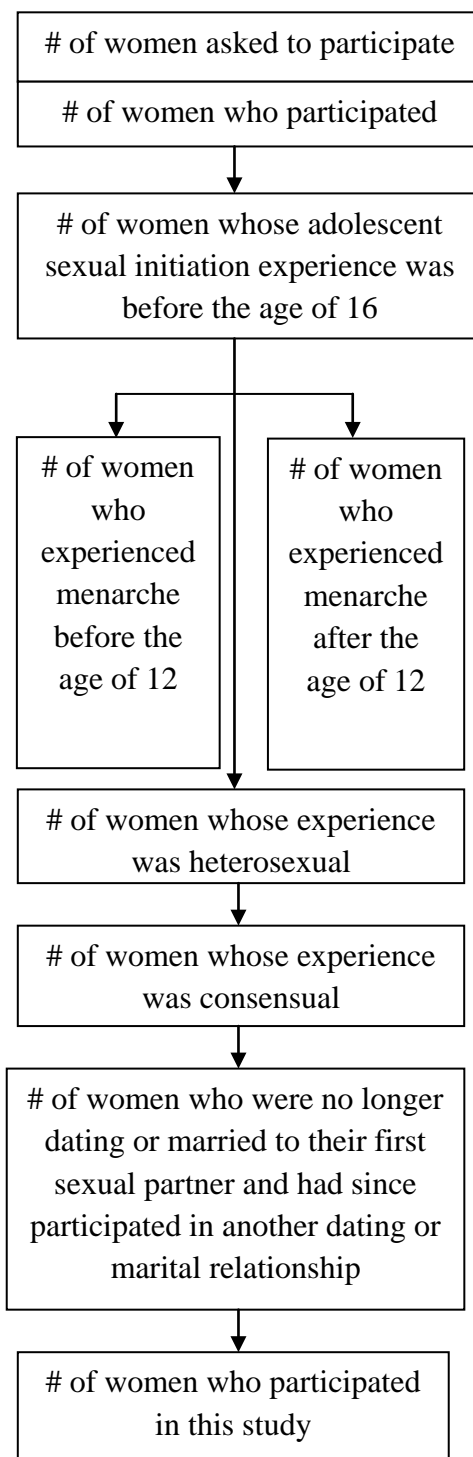 # of women asked to participate
# of women who participated
# of women whose adolescent
sexual initiation experience was
before the age of 16
# of women
who
experienced
menarche
before the
age of 12
# of women
who
experienced
menarche
after the
age of 12
# of women whose experience
was heterosexual
# of women whose experience
was consensual
# of women who were no longer
dating or married to their first
sexual partner and had since
participated in another dating or
marital relationship
# of women who participated
in this study